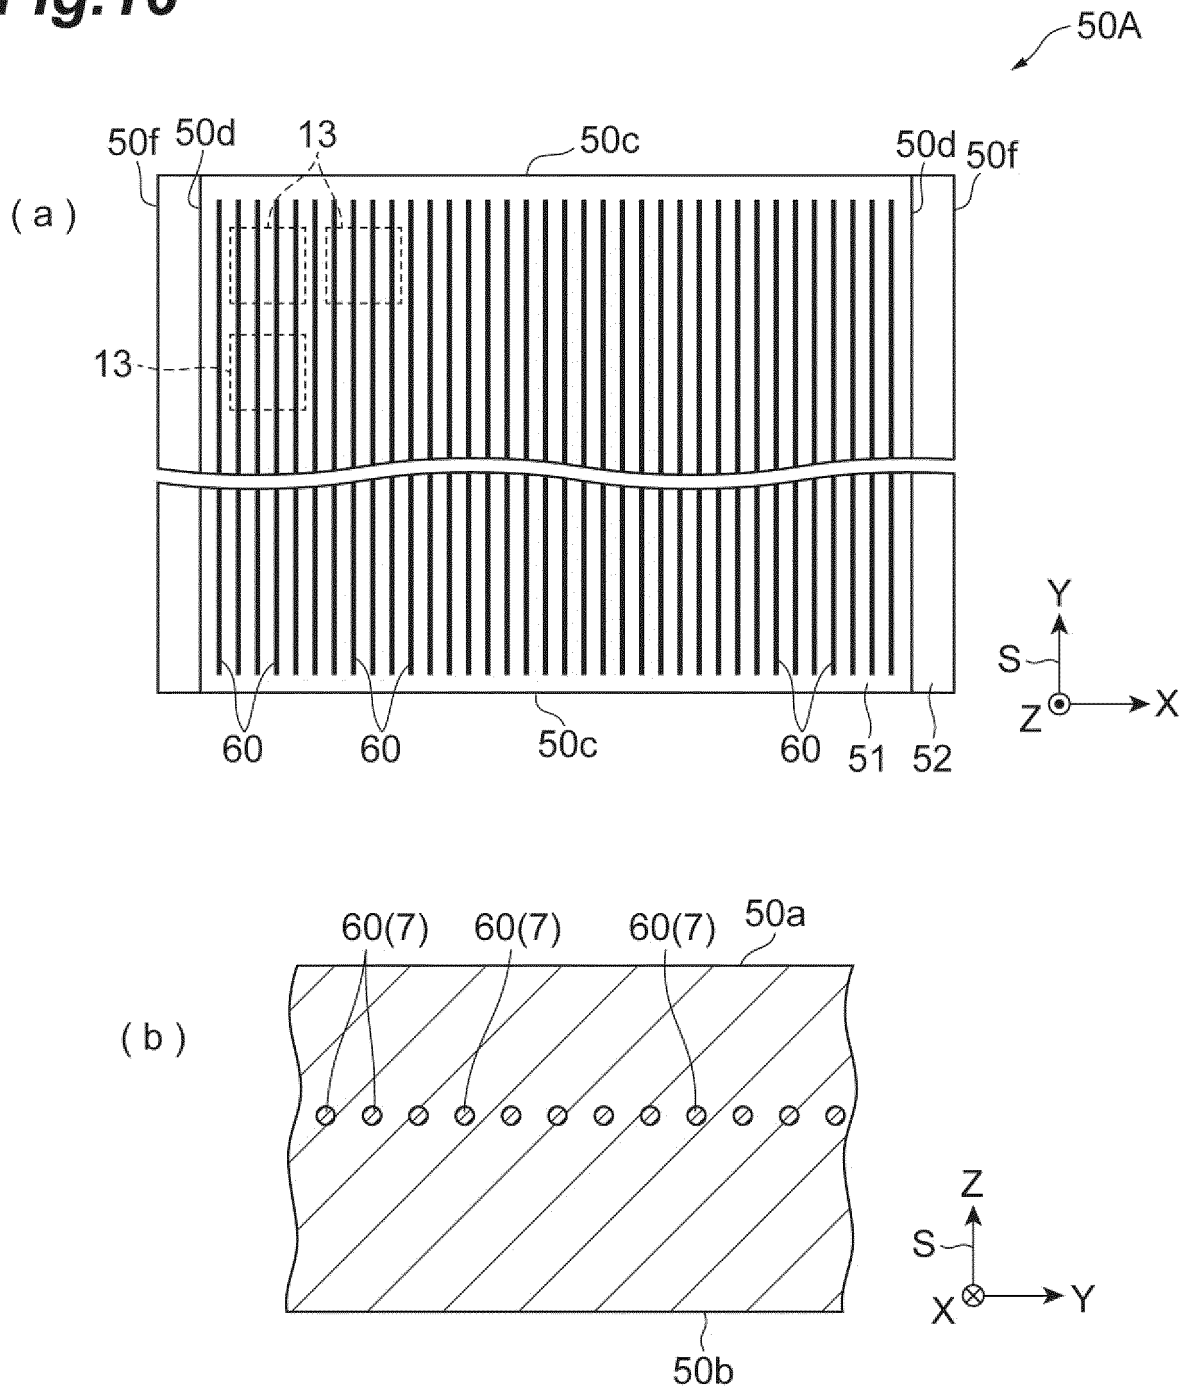 Fig.10
50A
50f 50d 13 50c 50d 50f
( a )
13
Y
S
Z X
60 60 50c 60 51 52
60(7) 60(7) 60(7) 50a
( b )
Z
S
X Y
50b